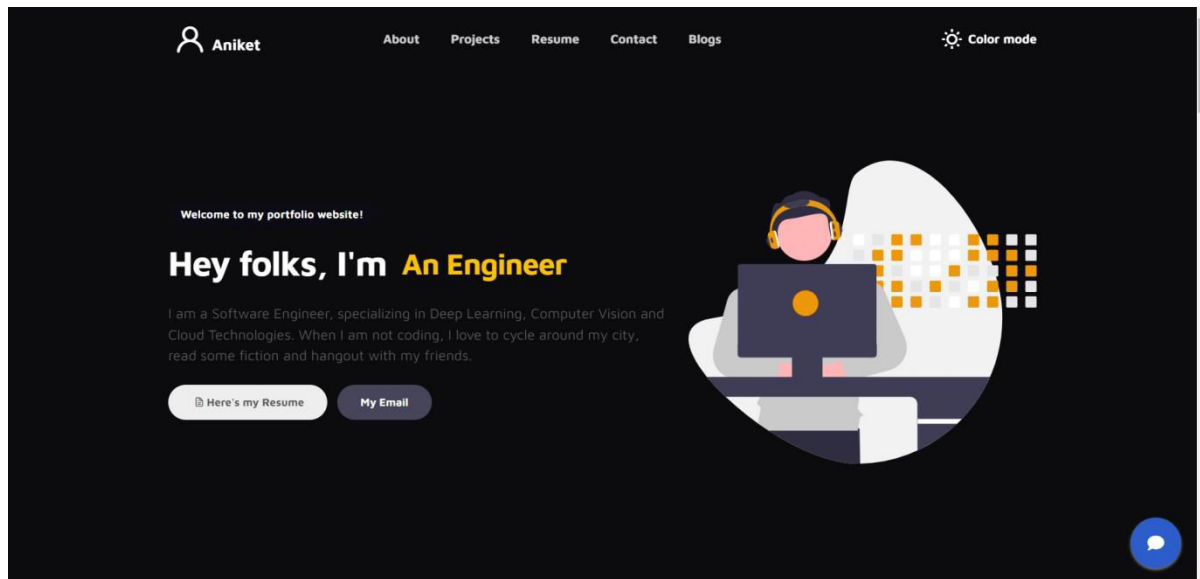 Aniket
About
Projects
Resume
Contact
Blogs
Color mode
Welcome to my portfolio website!
Hey folks, I'm An Engineer
I am a Software Engineer, specializing in Deep Learning, Computer Vision and
Cloud Technologies. When I am not coding, I love to cycle around my city,
read some fiction and hangout with my friends.
Here's my Resume
My Email